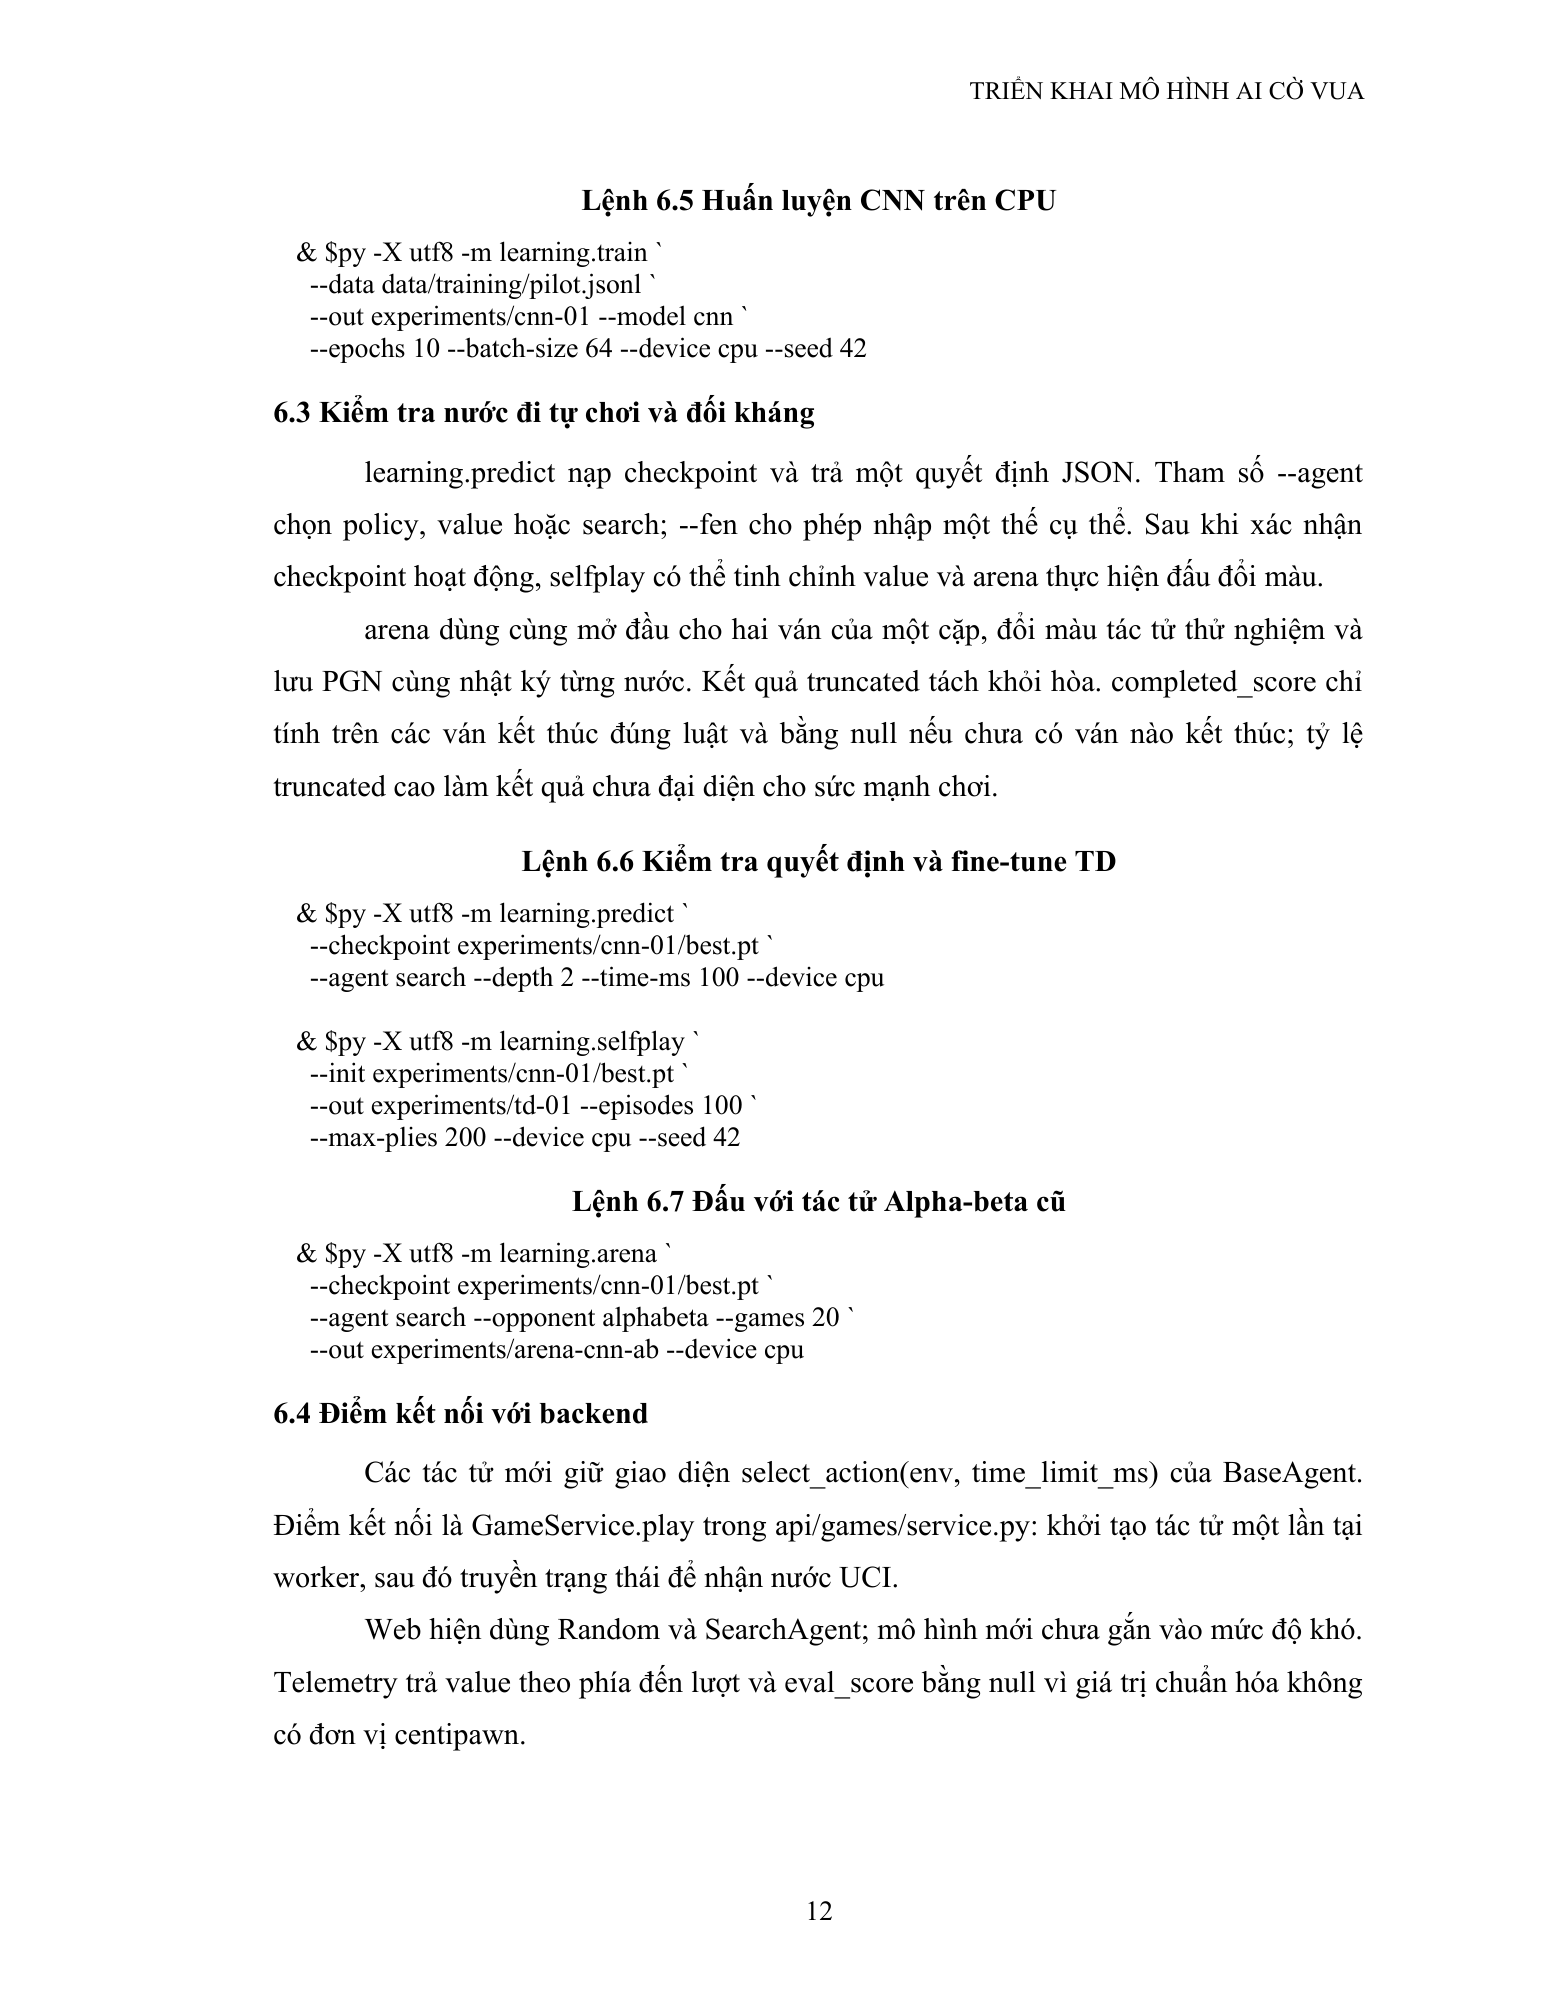 TRIỂN KHAI MÔ HÌNH AI CỜ VUA
Lệnh 6.5 Huấn luyện CNN trên CPU
& $py -X utf8 -m learning.train `
--data data/training/pilot.jsonl `
--out experiments/cnn-01 --model cnn `
--epochs 10 --batch-size 64 --device cpu --seed 42
6.3 Kiểm tra nước đi tự chơi và đối kháng
learning.predict nạp checkpoint và trả một quyết định JSON. Tham số --agent
chọn policy, value hoặc search; --fen cho phép nhập một thế cụ thể. Sau khi xác nhận
checkpoint hoạt động, selfplay có thể tinh chỉnh value và arena thực hiện đấu đổi màu.
arena dùng cùng mở đầu cho hai ván của một cặp, đổi màu tác tử thử nghiệm và
lưu PGN cùng nhật ký từng nước. Kết quả truncated tách khỏi hòa. completed_score chỉ
tính trên các ván kết thúc đúng luật và bằng null nếu chưa có ván nào kết thúc; tỷ lệ
truncated cao làm kết quả chưa đại diện cho sức mạnh chơi.
Lệnh 6.6 Kiểm tra quyết định và fine-tune TD
& $py -X utf8 -m learning.predict `
--checkpoint experiments/cnn-01/best.pt `
--agent search --depth 2 --time-ms 100 --device cpu
& $py -X utf8 -m learning.selfplay `
--init experiments/cnn-01/best.pt `
--out experiments/td-01 --episodes 100 `
--max-plies 200 --device cpu --seed 42
Lệnh 6.7 Đấu với tác tử Alpha-beta cũ
& $py -X utf8 -m learning.arena `
--checkpoint experiments/cnn-01/best.pt `
--agent search --opponent alphabeta --games 20 `
--out experiments/arena-cnn-ab --device cpu
6.4 Điểm kết nối với backend
Các tác tử mới giữ giao diện select_action(env, time_limit_ms) của BaseAgent.
Điểm kết nối là GameService.play trong api/games/service.py: khởi tạo tác tử một lần tại
worker, sau đó truyền trạng thái để nhận nước UCI.
Web hiện dùng Random và SearchAgent; mô hình mới chưa gắn vào mức độ khó.
Telemetry trả value theo phía đến lượt và eval_score bằng null vì giá trị chuẩn hóa không
có đơn vị centipawn.
12